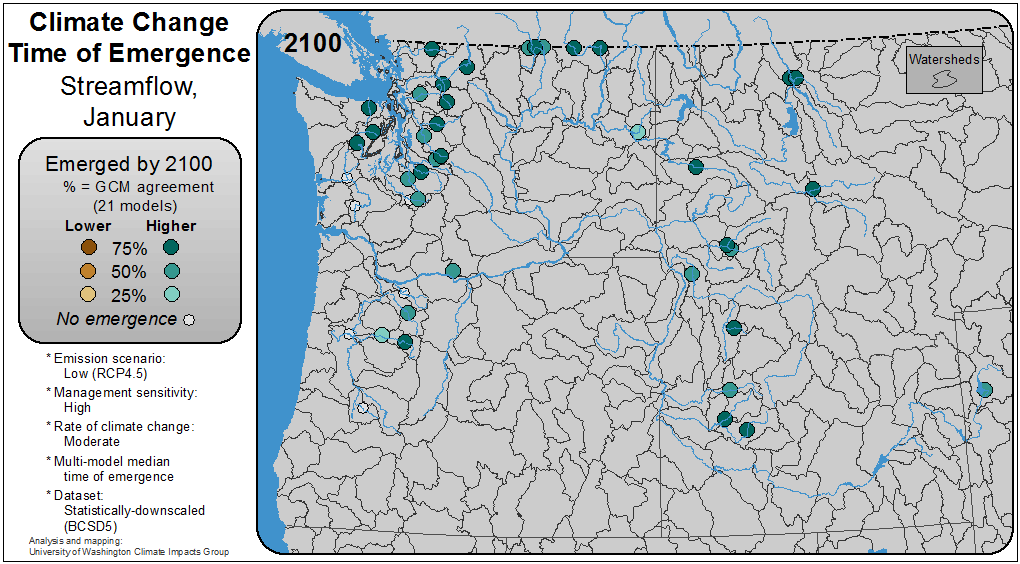 Climate Change
Time of Emergence
Streamflow,
January
Emerged by 2100
% = GCM agreement
(21 models)
Lower Higher
75%
50%
25%
No emergence
* Emission scenario:
Low (RCP4.5)
* Management sensitivity:
High
* Rate of climate change:
Moderate
* Multi-model median
time of emergence
* Dataset:
Statistically-downscaled
(BCSD5)
Analysis and mapping:
University of Washington Climate Impacts Group
2100
Watersheds